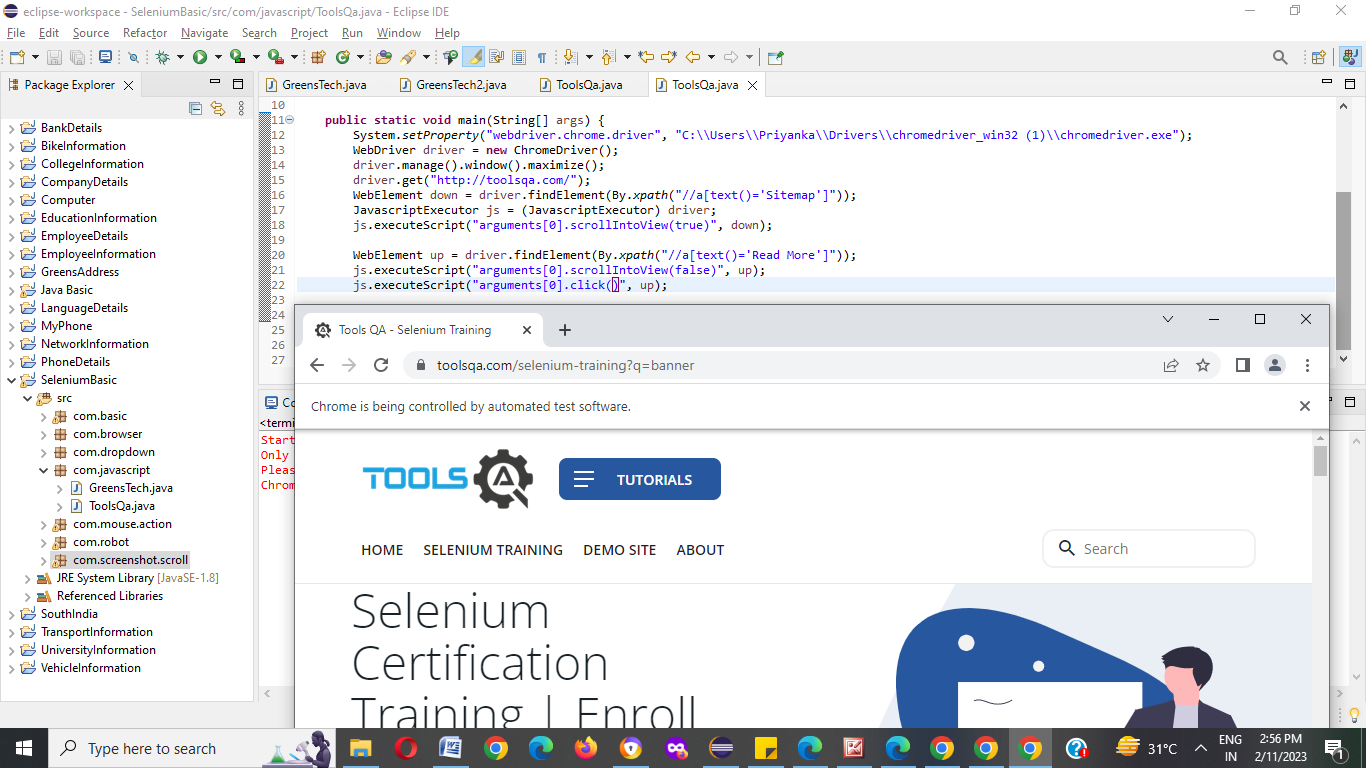 eclipse-workspace - SeleniumBasic/src/com/javascript/ToolsQa.java - Eclipse IDE
File Edit Source Refactor Navigate Search Project Run Window Help
Package Explorer
BankDetails
BikeInformation
CollegeInformation
CompanyDetails
Computer
EducationInformation
EmployeeDetails
EmployeeInformation
GreensAddress
Java Basic
LanguageDetails
MyPhone
NetworkInformation
PhoneDetails
SeleniumBasic
src
com.basic
com.browser
com.dropdown
com.javascript
GreensTech.java
ToolsQa.java
com.mouse.action
com.robot
com.screenshot.scroll
JRE System Library [JavaSE-1.8]
Referenced Libraries
SouthIndia
TransportInformation
UniversityInformation
VehicleInformation
GreensTech.java GreensTech2.java ToolsQa.java ToolsQa.java
10
11 public static void main(String[] args) {
12 System.setProperty("webdriver.chrome.driver", "C:\\Users\\Priyanka\\Drivers\\chromedriver_win32 (1)\\chromedriver.exe");
13 WebDriver driver = new ChromeDriver();
14 driver.manage().window().maximize();
15 driver.get("http://toolsqa.com/");
16 WebElement down = driver.findElement(By.xpath("//a[text()='Sitemap']"));
17 JavascriptExecutor js = (JavascriptExecutor) driver;
18 js.executeScript("arguments[0].scrollIntoView(true)", down);
19
20 WebElement up = driver.findElement(By.xpath("//a[text()='Read More']"));
21 js.executeScript("arguments[0].scrollIntoView(false)", up);
22 js.executeScript("arguments[0].click()", up);
23
24
25
26
27
Co
<termi
Start
Only
Pleas
Chrom
Tools QA - Selenium Training
toolsqa.com/selenium-training?q=banner
Chrome is being controlled by automated test software.
TOOLS QA
TUTORIALS
HOME SELENIUM TRAINING DEMO SITE ABOUT
Search
Selenium
Certification
Training | Enroll
Type here to search
31°C
ENG
IN
2:56 PM
2/11/2023
1